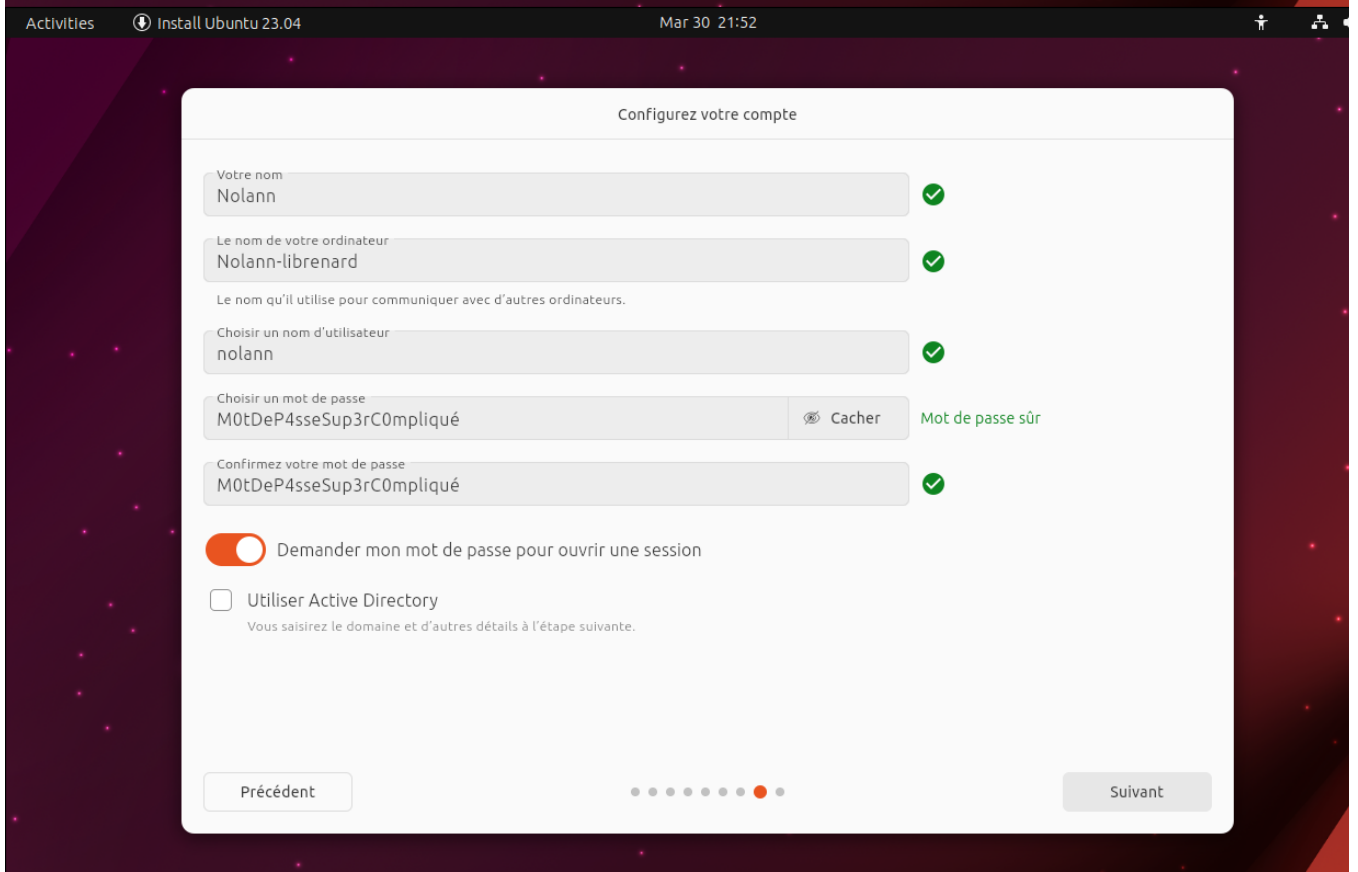 Activities Install Ubuntu 23.04 Mar 30 21:52
Configurez votre compte
Votre nom
Nolann
Le nom de votre ordinateur
Nolann-librenard
Le nom qu'il utilise pour communiquer avec d'autres ordinateurs.
Choisir un nom d'utilisateur
nolann
Choisir un mot de passe
M0tDeP4sseSup3rC0mpliqué Cacher Mot de passe sûr
Confirmez votre mot de passe
M0tDeP4sseSup3rC0mpliqué
Demander mon mot de passe pour ouvrir une session
Utiliser Active Directory
Vous saisirez le domaine et d'autres détails à l'étape suivante.
Précédent Suivant